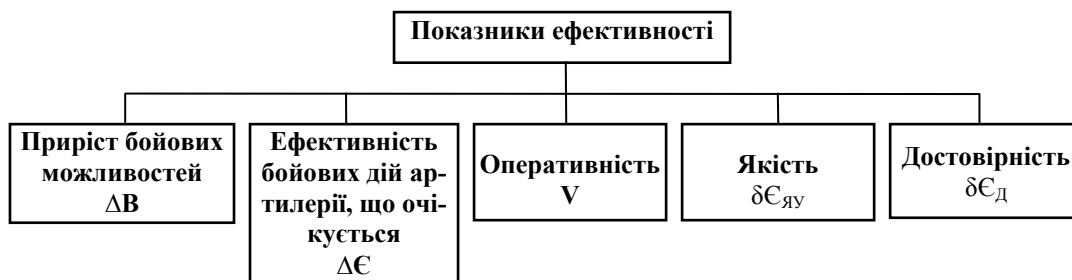 Показники ефективності
Приріст бойових
можливостей
ΔВ
Ефективність
бойових дій ар-
тилерії, що очі-
кується
ΔЄ
Оперативність
V
Якість
δЄЯУ
Достовірність
δЄД